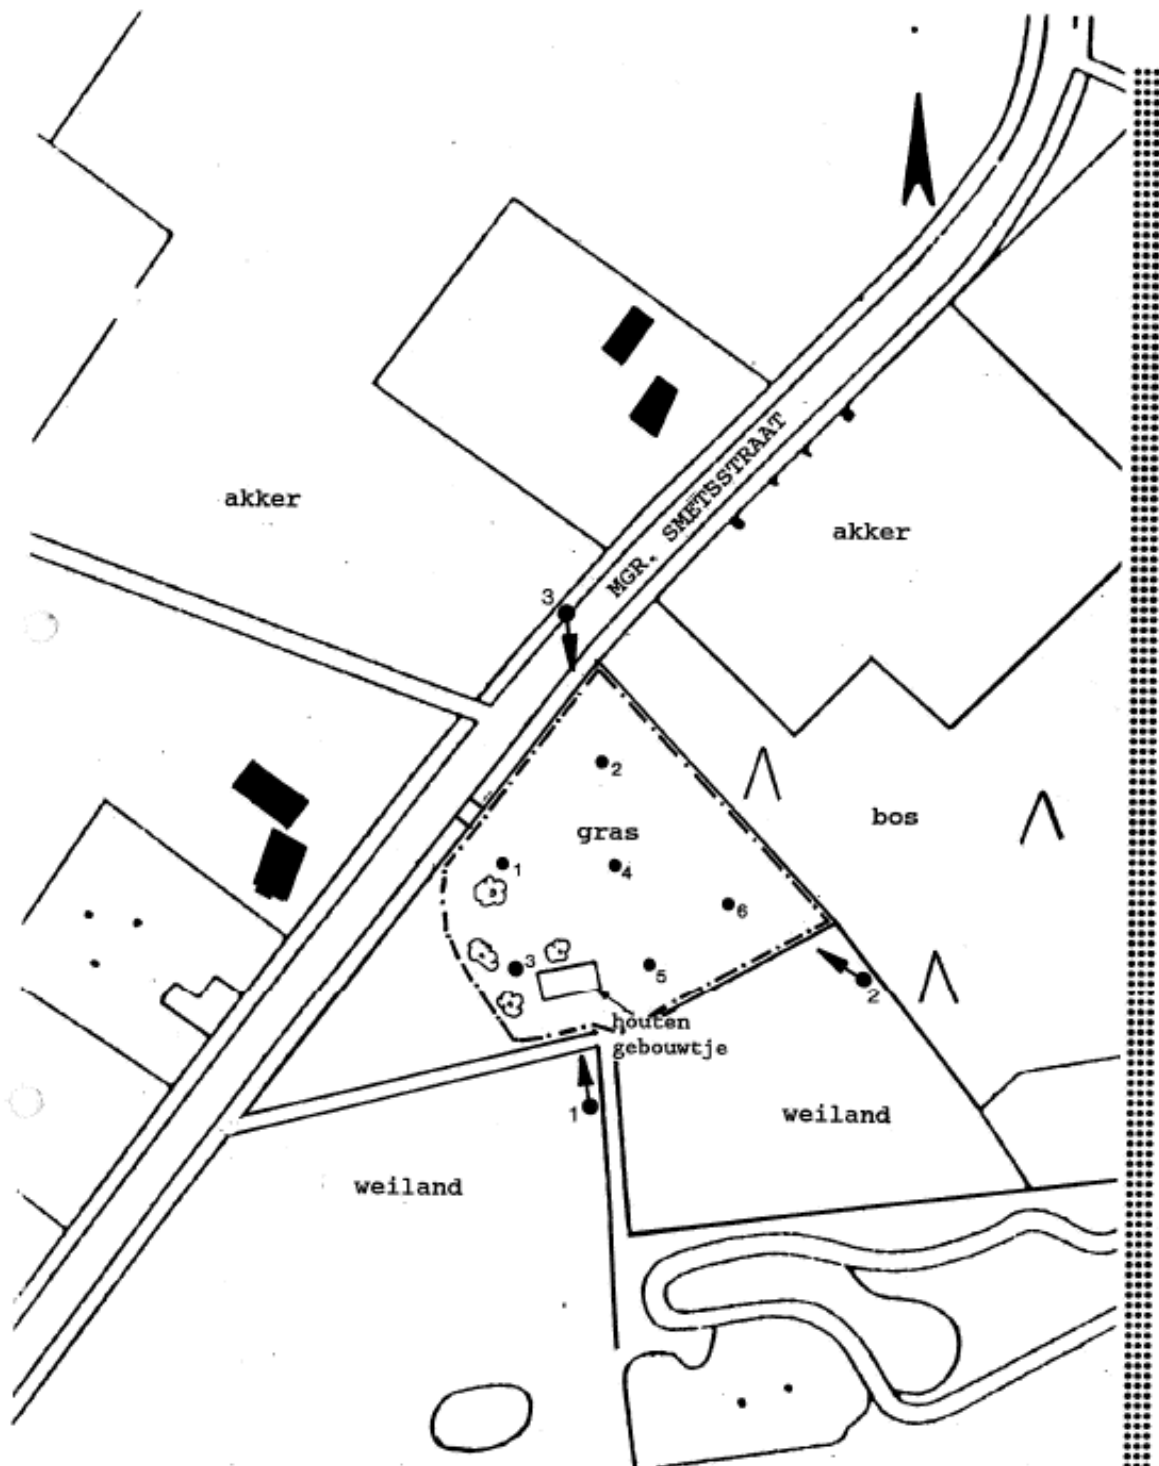 akker
MGR. SMETSSTRAAT
akker
3
2
gras
bos
1
4
6
3
5
2
houten
gebouwtje
1
weiland
weiland